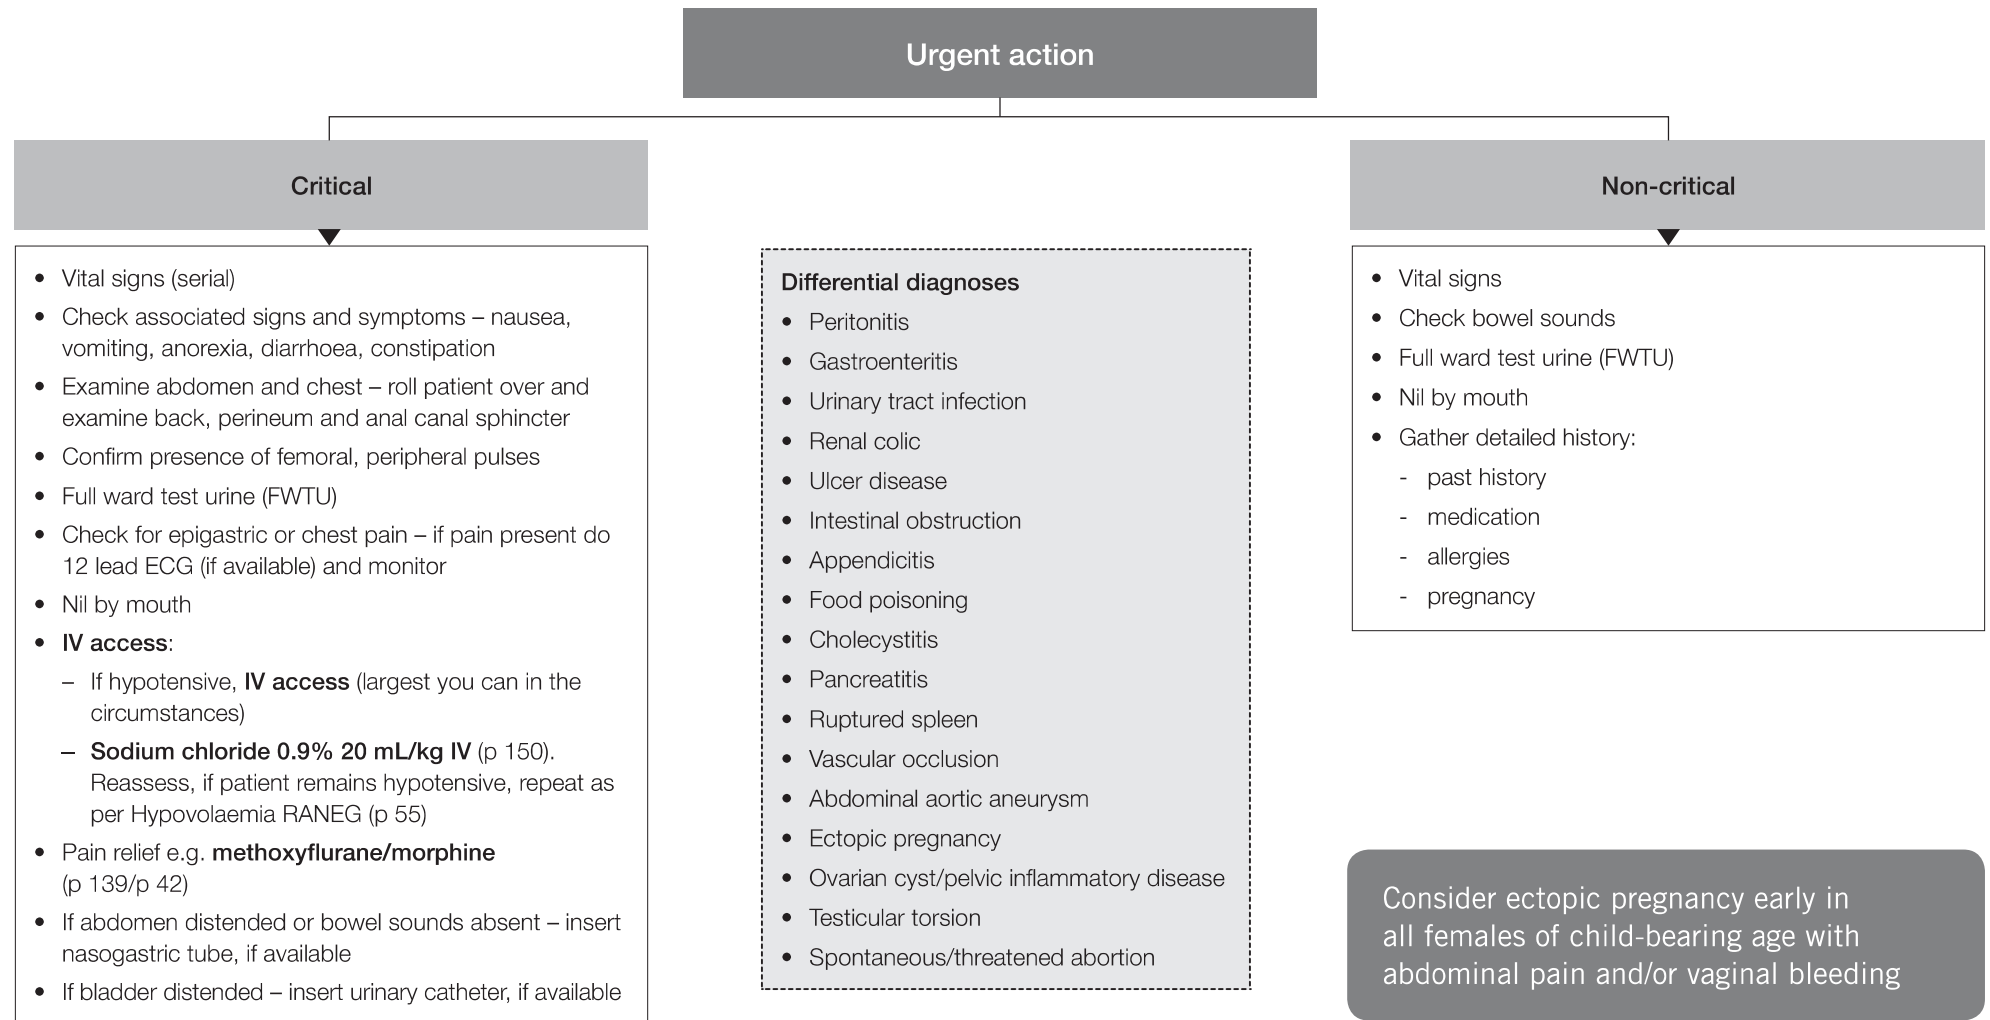 Urgent action
Critical
• Vital signs (serial)
• Check associated signs and symptoms – nausea,
vomiting, anorexia, diarrhoea, constipation
• Examine abdomen and chest – roll patient over and
examine back, perineum and anal canal sphincter
• Confirm presence of femoral, peripheral pulses
• Full ward test urine (FWTU)
• Check for epigastric or chest pain – if pain present do
12 lead ECG (if available) and monitor
• Nil by mouth
• IV access:
– If hypotensive, IV access (largest you can in the
circumstances)
– Sodium chloride 0.9% 20 mL/kg IV (p 150).
Reassess, if patient remains hypotensive, repeat as
per Hypovolaemia RANEG (p 55)
• Pain relief e.g. methoxyflurane/morphine
(p 139/p 42)
• If abdomen distended or bowel sounds absent – insert
nasogastric tube, if available
• If bladder distended – insert urinary catheter, if available
Differential diagnoses
• Peritonitis
• Gastroenteritis
• Urinary tract infection
• Renal colic
• Ulcer disease
• Intestinal obstruction
• Appendicitis
• Food poisoning
• Cholecystitis
• Pancreatitis
• Ruptured spleen
• Vascular occlusion
• Abdominal aortic aneurysm
• Ectopic pregnancy
• Ovarian cyst/pelvic inflammatory disease
• Testicular torsion
• Spontaneous/threatened abortion
Non-critical
• Vital signs
• Check bowel sounds
• Full ward test urine (FWTU)
• Nil by mouth
• Gather detailed history:
- past history
- medication
- allergies
- pregnancy
Consider ectopic pregnancy early in
all females of child-bearing age with
abdominal pain and/or vaginal bleeding